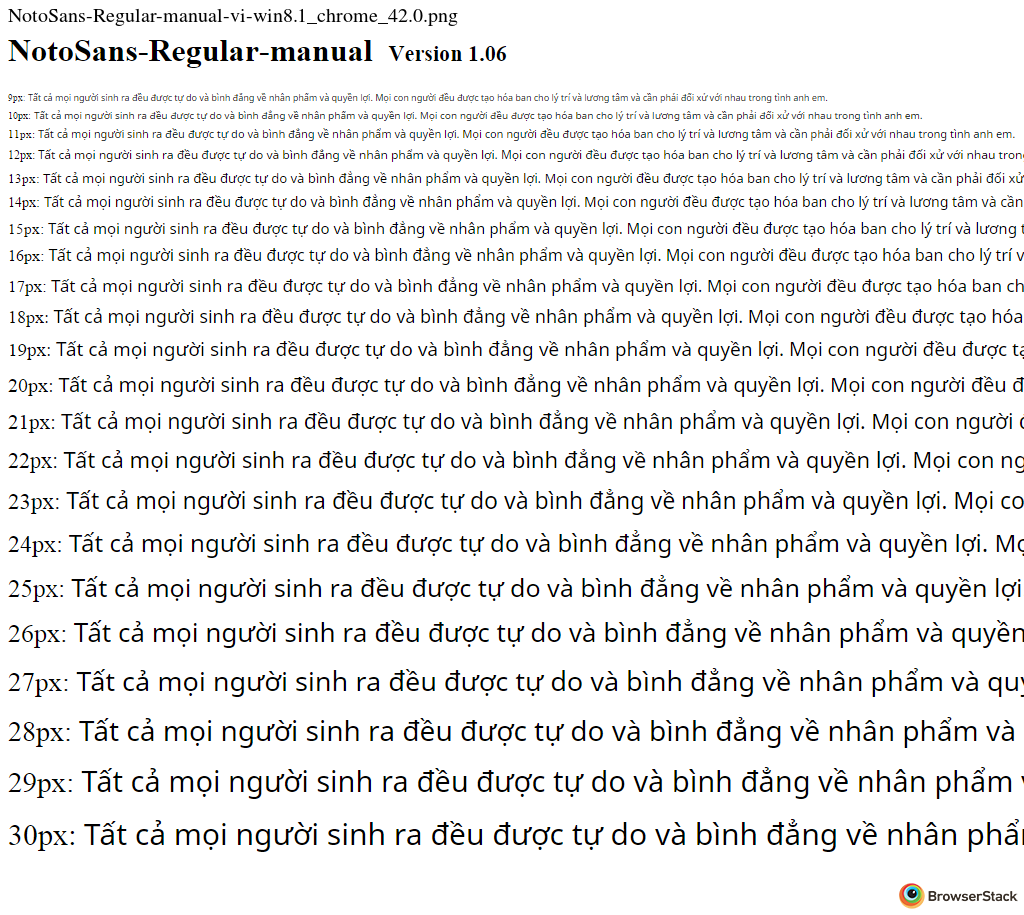 NotoSans-Regular-manual-vi-win8.1_chrome_42.0.png
NotoSans-Regular-manual Version 1.06
9px: Tất cả mọi người sinh ra đều được tự do và bình đẳng về nhân phẩm và quyền lợi. Mọi con người đều được tạo hóa ban cho lý trí và lương tâm và cần phải đối xử với nhau trong tình anh em.
10px: Tất cả mọi người sinh ra đều được tự do và bình đẳng về nhân phẩm và quyền lợi. Mọi con người đều được tạo hóa ban cho lý trí và lương tâm và cần phải đối xử với nhau trong tình anh em.
11px: Tất cả mọi người sinh ra đều được tự do và bình đẳng về nhân phẩm và quyền lợi. Mọi con người đều được tạo hóa ban cho lý trí và lương tâm và cần phải đối xử với nhau trong tình anh em.
12px: Tất cả mọi người sinh ra đều được tự do và bình đẳng về nhân phẩm và quyền lợi. Mọi con người đều được tạo hóa ban cho lý trí và lương tâm và cần phải đối xử với nhau tron
13px: Tất cả mọi người sinh ra đều được tự do và bình đẳng về nhân phẩm và quyền lợi. Mọi con người đều được tạo hóa ban cho lý trí và lương tâm và cần phải đối xử
14px: Tất cả mọi người sinh ra đều được tự do và bình đẳng về nhân phẩm và quyền lợi. Mọi con người đều được tạo hóa ban cho lý trí và lương tâm và cần
15px: Tất cả mọi người sinh ra đều được tự do và bình đẳng về nhân phẩm và quyền lợi. Mọi con người đều được tạo hóa ban cho lý trí và lương t
16px: Tất cả mọi người sinh ra đều được tự do và bình đẳng về nhân phẩm và quyền lợi. Mọi con người đều được tạo hóa ban cho lý trí v
17px: Tất cả mọi người sinh ra đều được tự do và bình đẳng về nhân phẩm và quyền lợi. Mọi con người đều được tạo hóa ban ch
18px: Tất cả mọi người sinh ra đều được tự do và bình đẳng về nhân phẩm và quyền lợi. Mọi con người đều được tạo hóa
19px: Tất cả mọi người sinh ra đều được tự do và bình đẳng về nhân phẩm và quyền lợi. Mọi con người đều được tạ
20px: Tất cả mọi người sinh ra đều được tự do và bình đẳng về nhân phẩm và quyền lợi. Mọi con người đều đ
21px: Tất cả mọi người sinh ra đều được tự do và bình đẳng về nhân phẩm và quyền lợi. Mọi con người
22px: Tất cả mọi người sinh ra đều được tự do và bình đẳng về nhân phẩm và quyền lợi. Mọi con ng
23px: Tất cả mọi người sinh ra đều được tự do và bình đẳng về nhân phẩm và quyền lợi. Mọi co
24px: Tất cả mọi người sinh ra đều được tự do và bình đẳng về nhân phẩm và quyền lợi. Mọ
25px: Tất cả mọi người sinh ra đều được tự do và bình đẳng về nhân phẩm và quyền lợi
26px: Tất cả mọi người sinh ra đều được tự do và bình đẳng về nhân phẩm và quyền
27px: Tất cả mọi người sinh ra đều được tự do và bình đẳng về nhân phẩm và quy
28px: Tất cả mọi người sinh ra đều được tự do và bình đẳng về nhân phẩm và
29px: Tất cả mọi người sinh ra đều được tự do và bình đẳng về nhân phẩm v
30px: Tất cả mọi người sinh ra đều được tự do và bình đẳng về nhân phẩ
BrowserStack